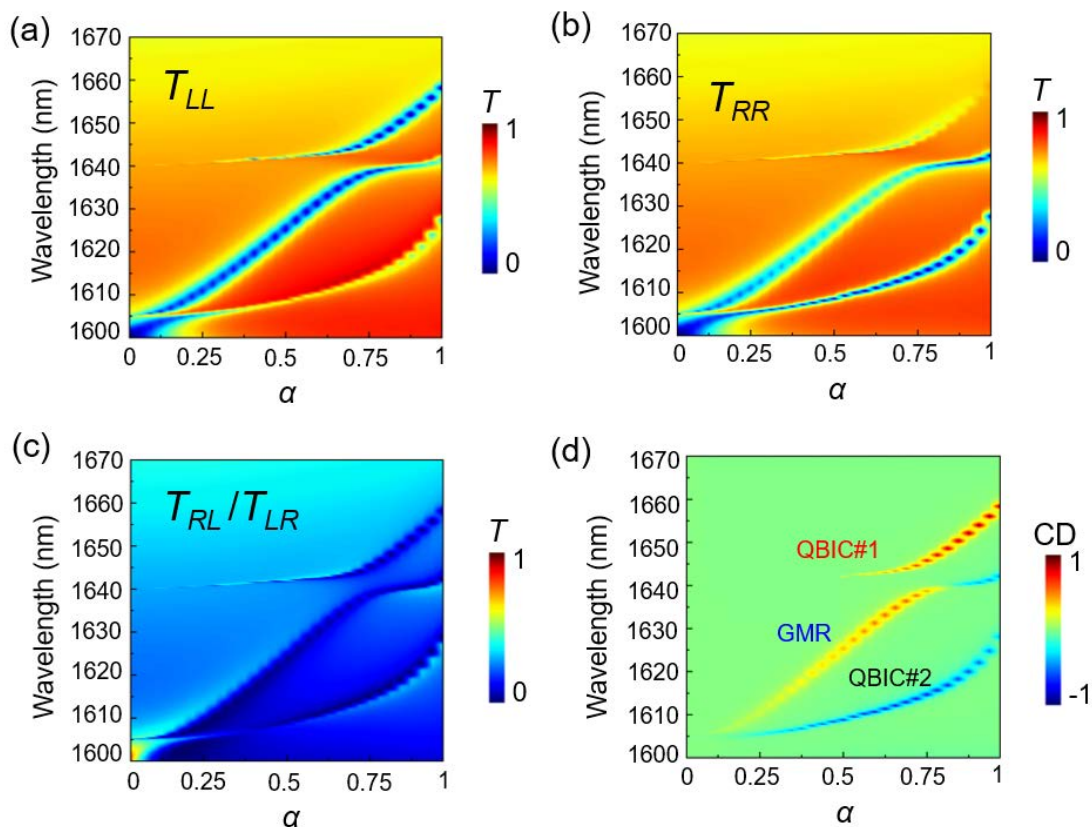 (a)
1670
1660
1650
1640
1630
1620
1610
1600
Wavelength (nm)
T_LL
T
1
0
0 0.25 0.5 0.75 1
α
(b)
1670
1660
1650
1640
1630
1620
1610
1600
Wavelength (nm)
T_RR
T
1
0
0 0.25 0.5 0.75 1
α
(c)
1670
1660
1650
1640
1630
1620
1610
1600
Wavelength (nm)
T_RL/T_LR
T
1
0
0 0.25 0.5 0.75 1
α
(d)
1670
1660
1650
1640
1630
1620
1610
1600
Wavelength (nm)
QBIC#1
GMR
QBIC#2
CD
1
-1
0 0.25 0.5 0.75 1
α